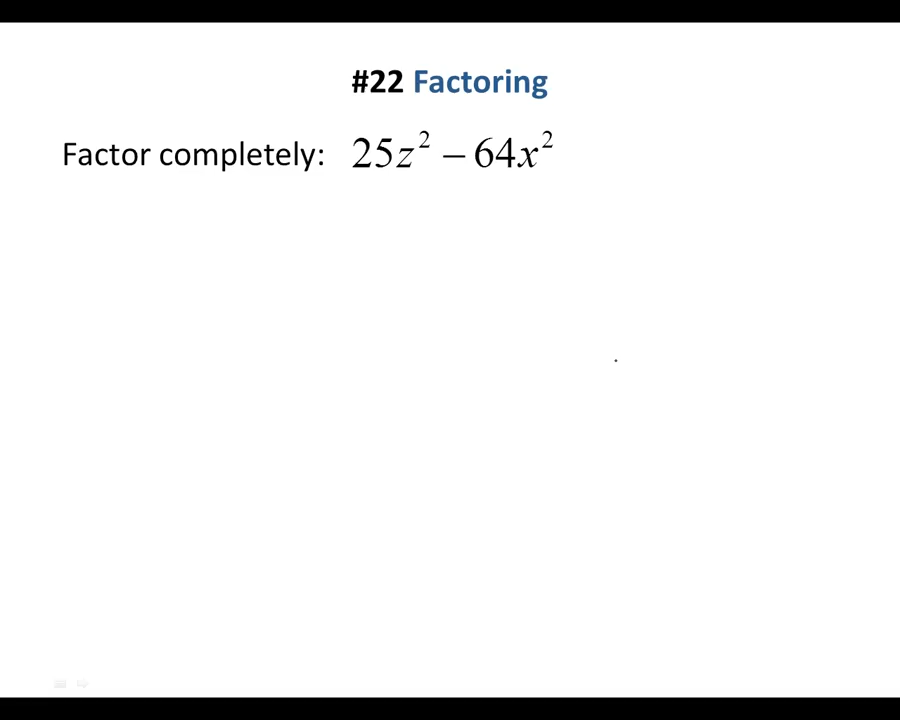 #22 Factoring
Factor completely: 25z² – 64x²